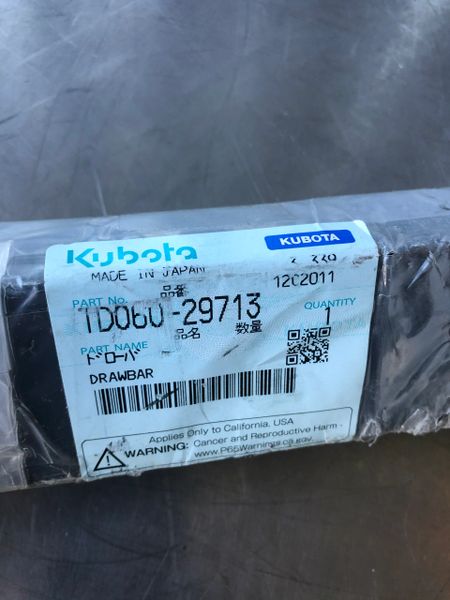 Kubota KUBOTA
MADE IN JAPAN
品番 1202011
PART No. QUANTITY
TD060-29713 1
品名 数量
PART NAME
ドローバ
DRAWBAR
Applies Only to California, USA
WARNING: Cancer and Reproductive Harm -
www.P65Warnings.ca.gov.